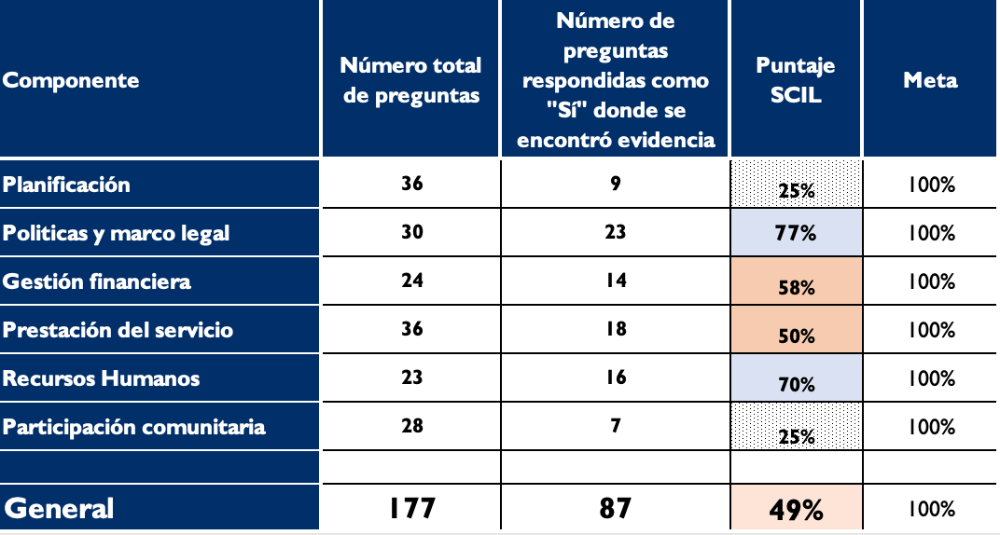 Componente
Número total
de preguntas
Número de
preguntas
respondidas como
"Sí" donde se
encontró evidencia
Puntaje
SCIL
Meta
Planificación 36 9 25% 100%
Politicas y marco legal 30 23 77% 100%
Gestión financiera 24 14 58% 100%
Prestación del servicio 36 18 50% 100%
Recursos Humanos 23 16 70% 100%
Participación comunitaria 28 7 25% 100%
General 177 87 49% 100%